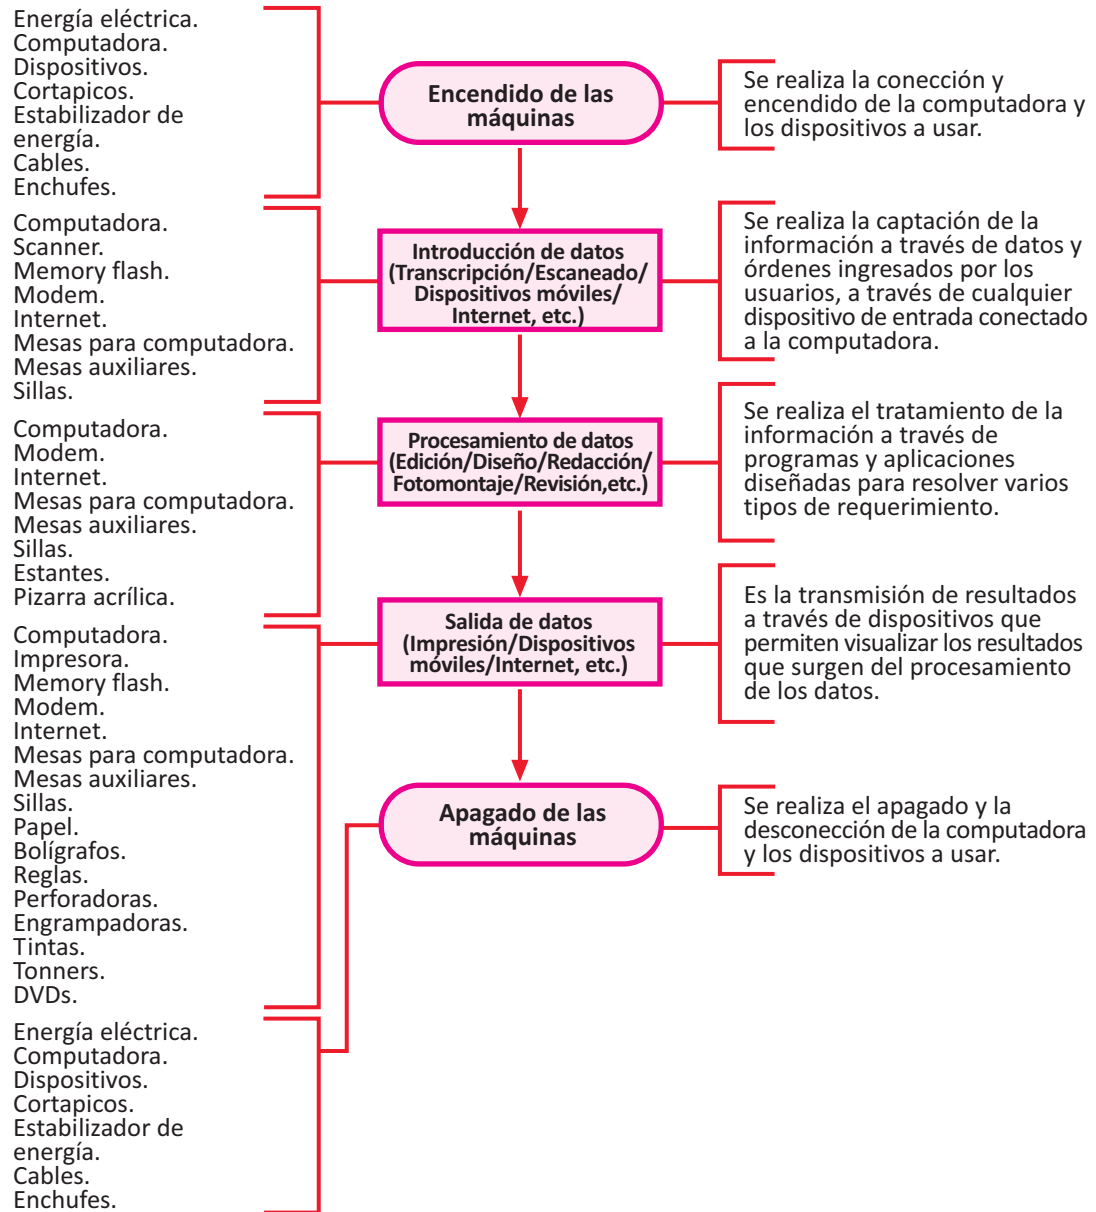 Energía eléctrica.
Computadora.
Dispositivos.
Cortapicos.
Estabilizador de
energía.
Cables.
Enchufes.
Encendido de las
máquinas
Se realiza la conección y
encendido de la computadora y
los dispositivos a usar.
Computadora.
Scanner.
Memory flash.
Modem.
Internet.
Mesas para computadora.
Mesas auxiliares.
Sillas.
Introducción de datos
(Transcripción/Escaneado/
Dispositivos móviles/
Internet, etc.)
Se realiza la captación de la
información a través de datos y
órdenes ingresados por los
usuarios, a través de cualquier
dispositivo de entrada conectado
a la computadora.
Computadora.
Modem.
Internet.
Mesas para computadora.
Mesas auxiliares.
Sillas.
Estantes.
Pizarra acrílica.
Procesamiento de datos
(Edición/Diseño/Redacción/
Fotomontaje/Revisión,etc.)
Se realiza el tratamiento de la
información a través de
programas y aplicaciones
diseñadas para resolver varios
tipos de requerimiento.
Computadora.
Impresora.
Memory flash.
Modem.
Internet.
Mesas para computadora.
Mesas auxiliares.
Sillas.
Papel.
Bolígrafos.
Reglas.
Perforadoras.
Engrampadoras.
Tintas.
Tonners.
DVDs.
Salida de datos
(Impresión/Dispositivos
móviles/Internet, etc.)
Es la transmisión de resultados
a través de dispositivos que
permiten visualizar los resultados
que surgen del procesamiento
de los datos.
Energía eléctrica.
Computadora.
Dispositivos.
Cortapicos.
Estabilizador de
energía.
Cables.
Enchufes.
Apagado de las
máquinas
Se realiza el apagado y la
desconección de la computadora
y los dispositivos a usar.